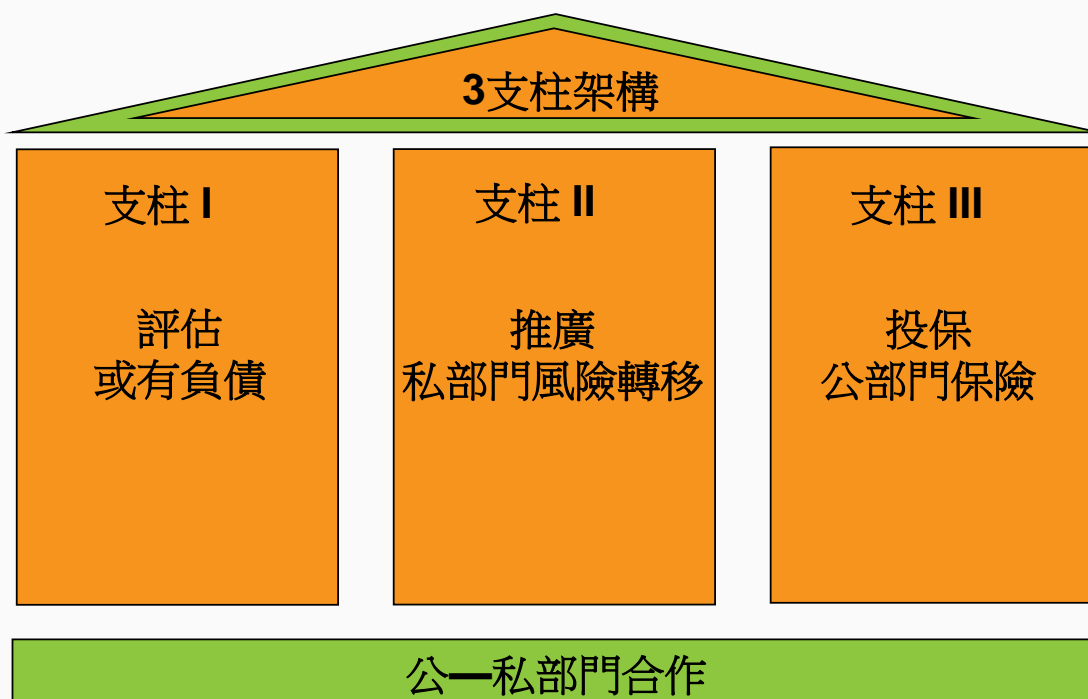 3支柱架構
支柱 I
評估
或有負債
支柱 II
推廣
私部門風險轉移
支柱 III
投保
公部門保險
公—私部門合作